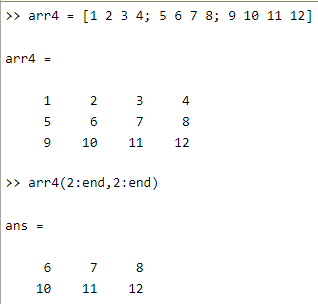 >> arr4 = [1 2 3 4; 5 6 7 8; 9 10 11 12]
arr4 =
1 2 3 4
5 6 7 8
9 10 11 12
>> arr4(2:end,2:end)
ans =
6 7 8
10 11 12